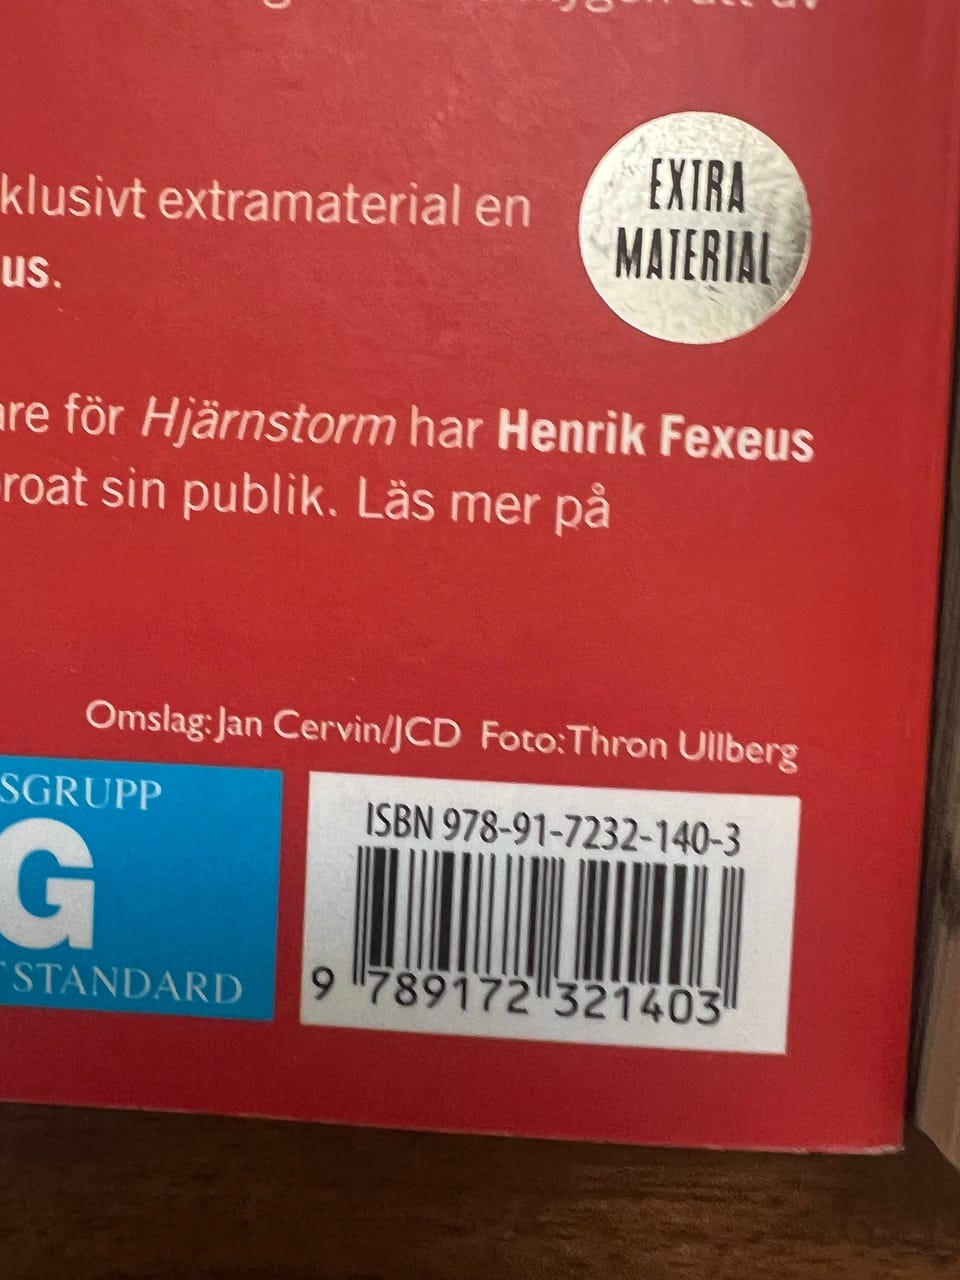 klusivt extramaterial en
us.
EXTRA
MATERIAL
are för Hjärnstorm har Henrik Fexeus
roat sin publik. Läs mer på
Omslag: Jan Cervin/JCD Foto: Thron Ullberg
SGRUPP
G
T STANDARD
ISBN 978-91-7232-140-3
9 789172 321403